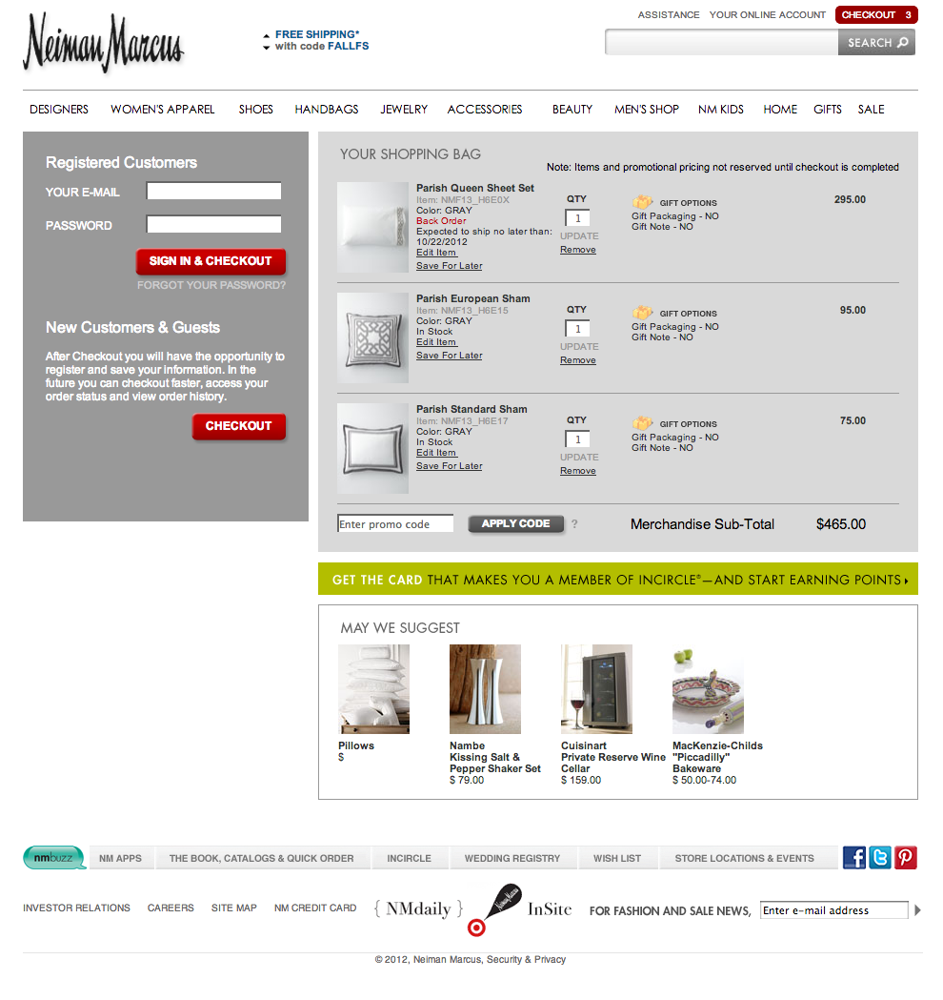 Neiman Marcus
FREE SHIPPING*
with code FALLFS
ASSISTANCE YOUR ONLINE ACCOUNT CHECKOUT 3
SEARCH
DESIGNERS WOMEN'S APPAREL SHOES HANDBAGS JEWELRY ACCESSORIES BEAUTY MEN'S SHOP NM KIDS HOME GIFTS SALE
Registered Customers
YOUR E-MAIL
PASSWORD
SIGN IN & CHECKOUT
FORGOT YOUR PASSWORD?
New Customers & Guests
After Checkout you will have the opportunity to
register and save your information. In the
future you can checkout faster, access your
order status and view order history.
CHECKOUT
YOUR SHOPPING BAG
Note: Items and promotional pricing not reserved until checkout is completed
Parish Queen Sheet Set
Item: NMF13_H6E0X
Color: GRAY
Back Order
Expected to ship no later than:
10/22/2012
Edit Item
Save For Later
QTY
1
UPDATE
Remove
GIFT OPTIONS
Gift Packaging - NO
Gift Note - NO
295.00
Parish European Sham
Item: NMF13_H6E15
Color: GRAY
In Stock
Edit Item
Save For Later
QTY
1
UPDATE
Remove
GIFT OPTIONS
Gift Packaging - NO
Gift Note - NO
95.00
Parish Standard Sham
Item: NMF13_H6E17
Color: GRAY
In Stock
Edit Item
Save For Later
QTY
1
UPDATE
Remove
GIFT OPTIONS
Gift Packaging - NO
Gift Note - NO
75.00
Enter promo code APPLY CODE ? Merchandise Sub-Total $465.00
GET THE CARD THAT MAKES YOU A MEMBER OF INCIRCLE®—AND START EARNING POINTS
MAY WE SUGGEST
Pillows
$
Nambe
Kissing Salt &
Pepper Shaker Set
$ 79.00
Cuisinart
Private Reserve Wine
Cellar
$ 159.00
MacKenzie-Childs
"Piccadilly"
Bakeware
$ 50.00-74.00
nmbuzz NM APPS THE BOOK, CATALOGS & QUICK ORDER INCIRCLE WEDDING REGISTRY WISH LIST STORE LOCATIONS & EVENTS
INVESTOR RELATIONS CAREERS SITE MAP NM CREDIT CARD { NMdaily } Neiman Marcus InSite FOR FASHION AND SALE NEWS, Enter e-mail address
© 2012, Neiman Marcus, Security & Privacy